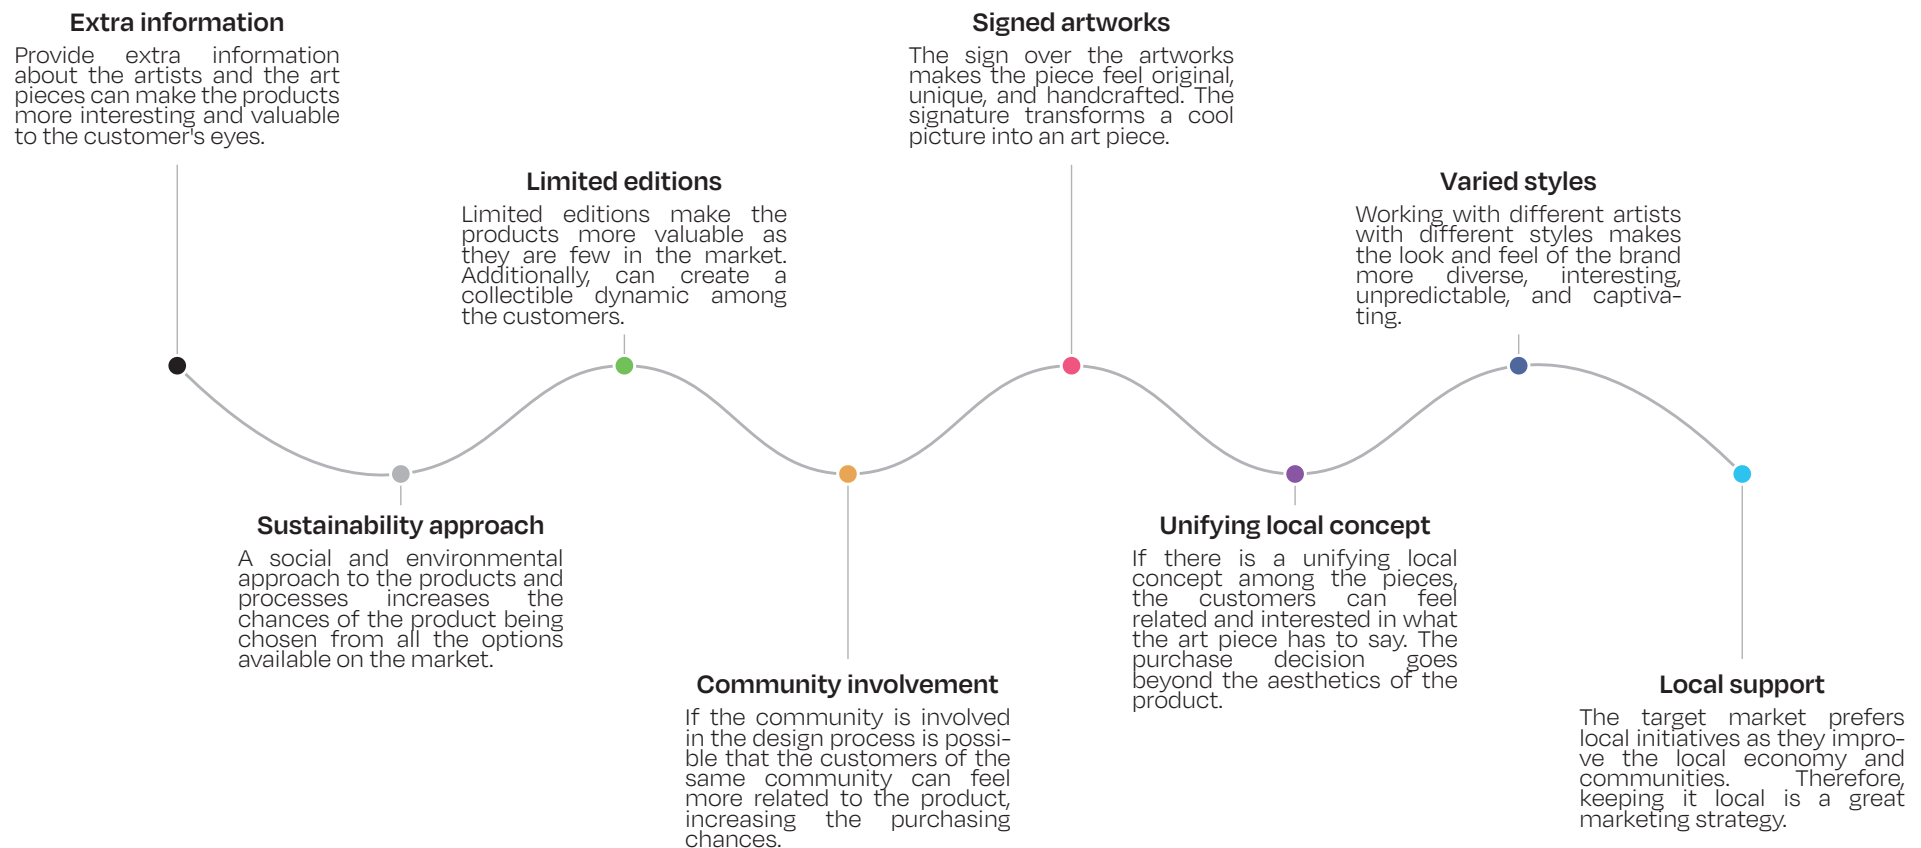 Extra information
Provide extra information
about the artists and the art
pieces can make the products
more interesting and valuable
to the customer's eyes.
Sustainability approach
A social and environmental
approach to the products and
processes increases the
chances of the product being
chosen from all the options
available on the market.
Limited editions
Limited editions make the
products more valuable as
they are few in the market.
Additionally, can create a
collectible dynamic among
the customers.
Community involvement
If the community is involved
in the design process is possi-
ble that the customers of the
same community can feel
more related to the product,
increasing the purchasing
chances.
Signed artworks
The sign over the artworks
makes the piece feel original,
unique, and handcrafted. The
signature transforms a cool
picture into an art piece.
Unifying local concept
If there is a unifying local
concept among the pieces,
the customers can feel
related and interested in what
the art piece has to say. The
purchase decision goes
beyond the aesthetics of the
product.
Varied styles
Working with different artists
with different styles makes
the look and feel of the brand
more diverse, interesting,
unpredictable, and captiva-
ting.
Local support
The target market prefers
local initiatives as they impro-
ve the local economy and
communities. Therefore,
keeping it local is a great
marketing strategy.